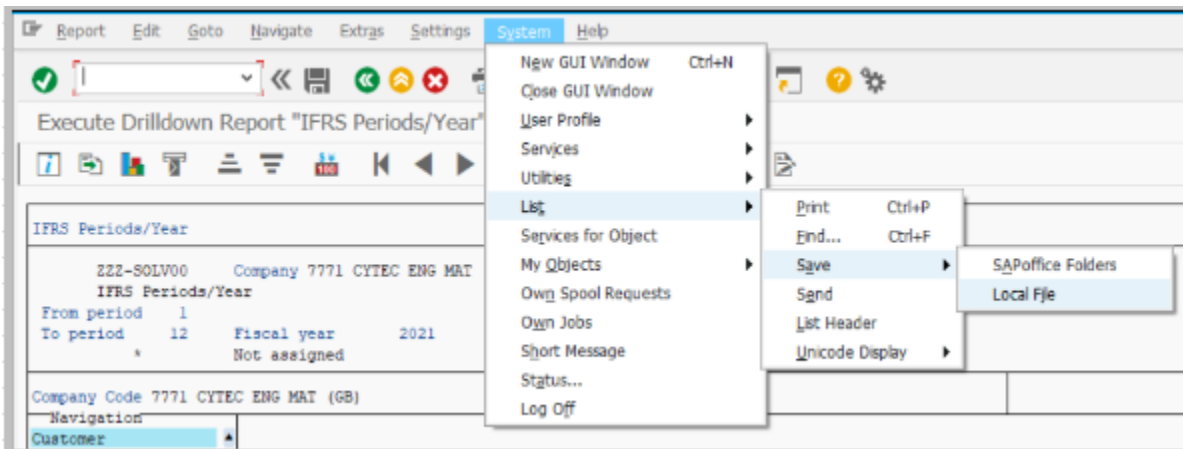 Report Edit Goto Navigate Extras Settings System Help
Execute Drilldown Report "IFRS Periods/Year"
New GUI Window Ctrl+N
Close GUI Window
User Profile
Services
Utilities
List
Services for Object
My Objects
Own Spool Requests
Own Jobs
Short Message
Status...
Log Off
Print Ctrl+P
Find... Ctrl+F
Save
Send
List Header
Unicode Display
SAPoffice Folders
Local File
IFRS Periods/Year
ZZZ-SOLV00 Company 7771 CYTEC ENG MAT
IFRS Periods/Year
From period 1
To period 12 Fiscal year 2021
* Not assigned
Company Code 7771 CYTEC ENG MAT (GB)
Navigation
Customer